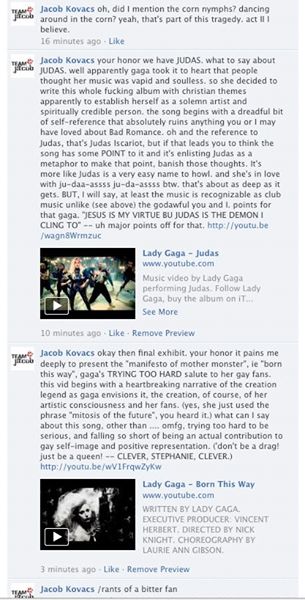 TEAM JACOB
Jacob Kovacs oh, did I mention the corn nymphs? dancing
around in the corn? yeah, that's part of this tragedy. act II I
believe.
16 minutes ago · Like
TEAM JACOB
Jacob Kovacs your honor we have JUDAS. what to say about
JUDAS. well apparently gaga took it to heart that people
thought her music was vapid and soulless. so she decided to
write this whole fucking album with christian themes
apparently to establish herself as a solemn artist and
spiritually credible person. the song begins with a dreadful bit
of self-reference that absolutely ruins anything you or I may
have loved about Bad Romance. oh and the reference to
Judas, that's Judas Iscariot, but if that leads you to think the
song has some POINT to it and it's enlisting Judas as a
metaphor to make that point, banish those thoughts. It's
more like Judas is a very easy name to howl. and she's in love
with ju-daa-assss ju-da-assss btw. that's about as deep as it
gets. BUT, I will say, at least the music is recognizable as club
music unlike (see above) the godawful you and I. points for
that gaga. "JESUS IS MY VIRTUE BU JUDAS IS THE DEMON I
CLING TO" -- uh major points off for that. http://youtu.be
/wagn8Wrmzuc
Lady Gaga - Judas
www.youtube.com
Music video by Lady Gaga
performing Judas. Follow Lady
Gaga, buy the album on iT...
See More
10 minutes ago · Like · Remove Preview
TEAM JACOB
Jacob Kovacs okay then final exhibit. your honor it pains me
deeply to present the "manifesto of mother monster", ie "born
this way", gaga's TRYING TOO HARD salute to her gay fans.
this vid begins with a heartbreaking narrative of the creation
legend as gaga envisions it, the creation, of course, of her
artistic consciousness and her fans. (yes, she just used the
phrase "mitosis of the future", you heard it.) what can I say
about this song, other than .... omfg, trying too hard to be
serious, and falling so short of being an actual contribution to
gay self-image and positive representation. ('don't be a drag!
just be a queen! -- CLEVER, STEPHANIE, CLEVER.)
http://youtu.be/wV1FrqwZyKw
Lady Gaga - Born This Way
www.youtube.com
WRITTEN BY LADY GAGA.
EXECUTIVE PRODUCER: VINCENT
HERBERT. DIRECTED BY NICK
KNIGHT. CHOREOGRAPHY BY
LAURIE ANN GIBSON.
3 minutes ago · Like · Remove Preview
TEAM JACOB
Jacob Kovacs /rants of a bitter fan